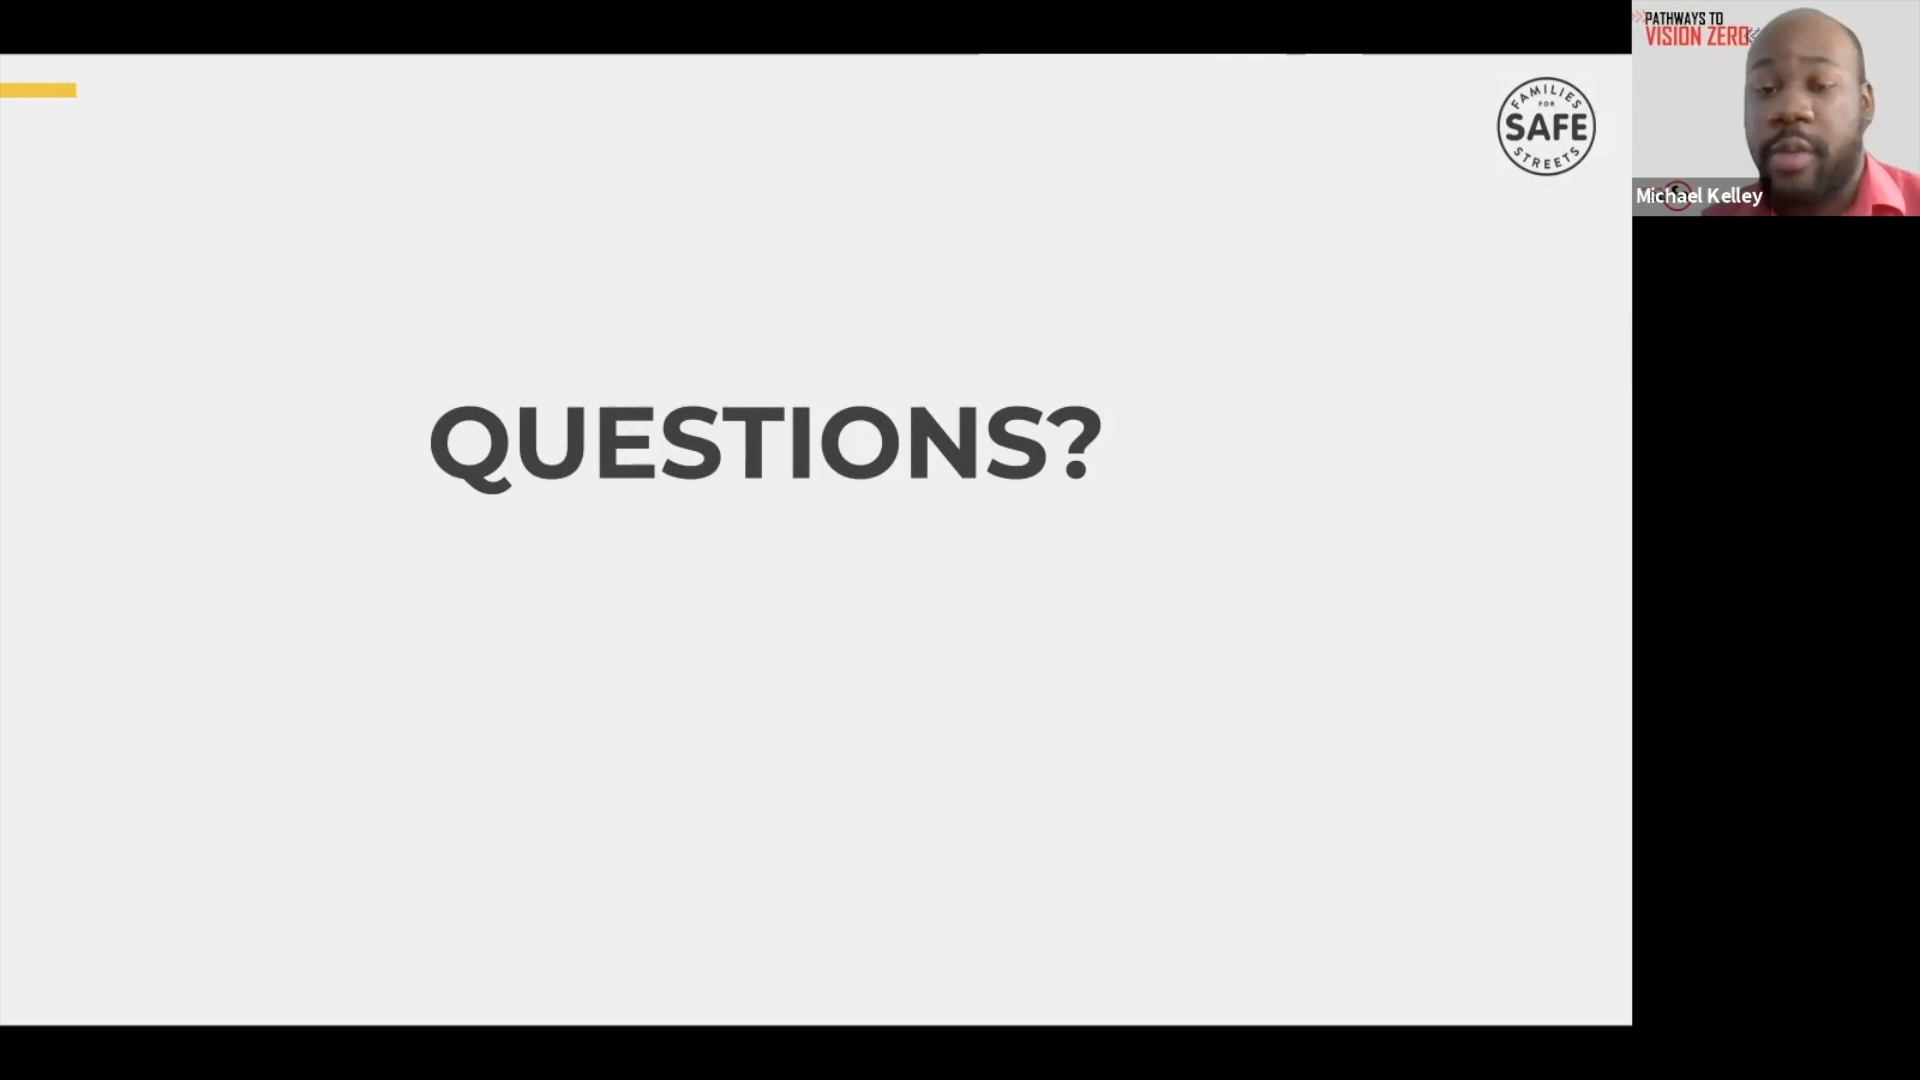 PATHWAYS TO
VISION ZERO
FAMILIES
FOR
SAFE
STREETS
Michael Kelley
QUESTIONS?